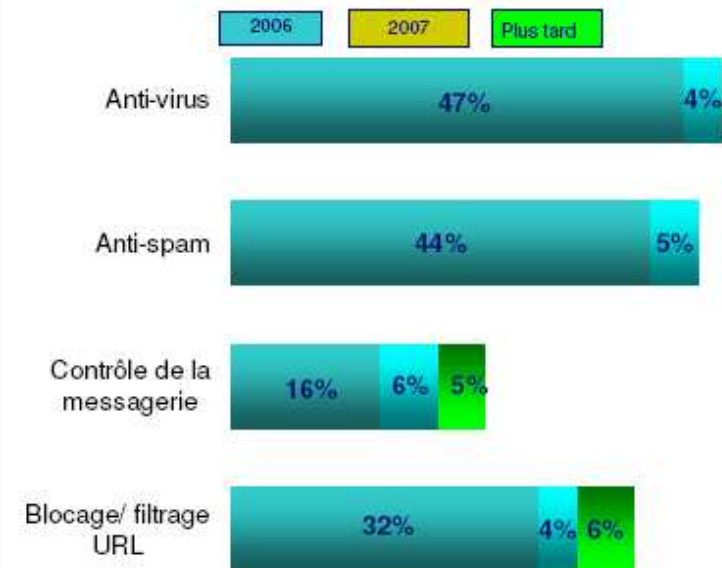 2006 2007 Plus tard
Anti-virus 47% 4%
Anti-spam 44% 5%
Contrôle de la
messagerie 16% 6% 5%
Blocage/ filtrage
URL 32% 4% 6%